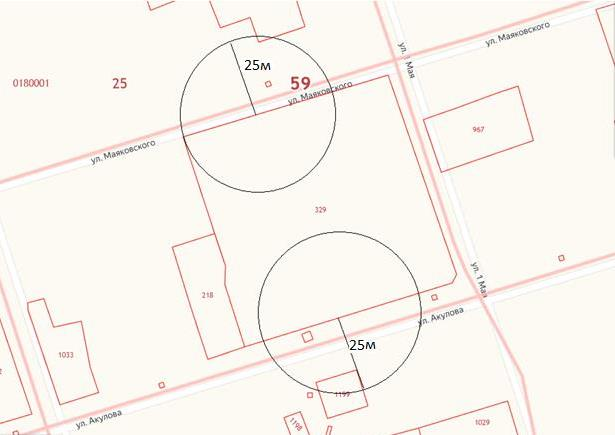 ул. Маяковского
ул. 1 Мая
25м
0180001
25
59
ул. Маяковского
967
ул. Маяковского
329
ул. 1 Мая
218
ул. Акулова
25м
1033
1199
ул. Акулова
1198
1029